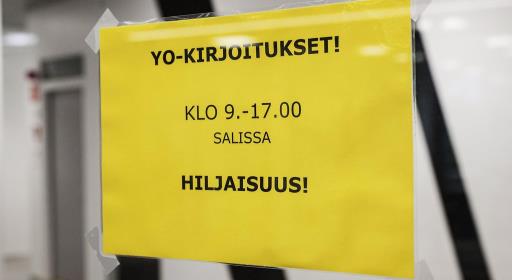 YO-KIRJOITUKSET!
KLO 9.-17.00
SALISSA
HILJAISUUS!